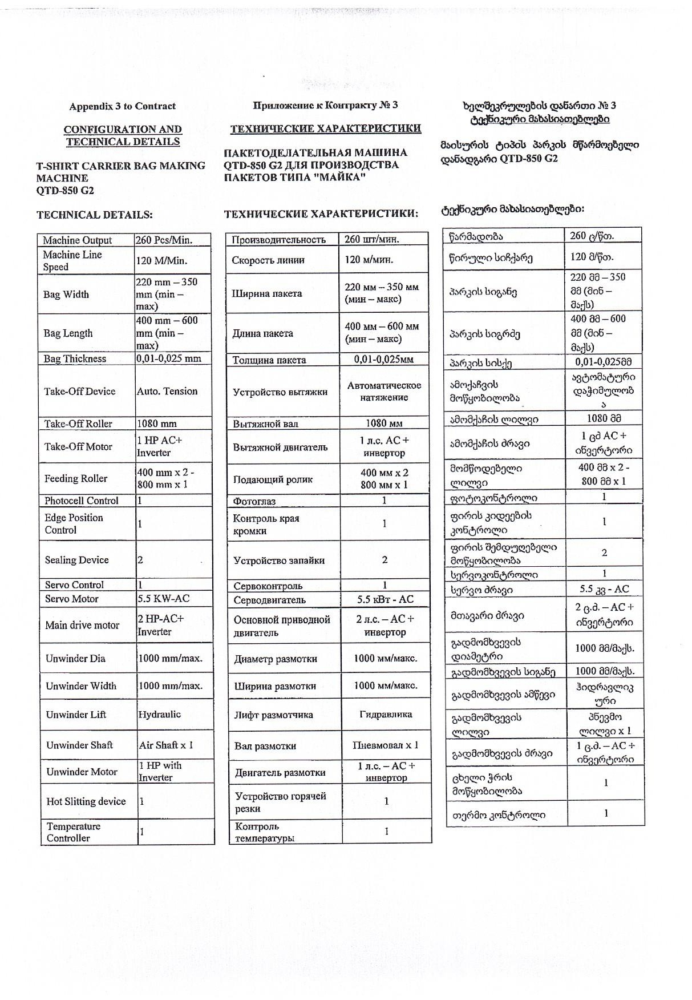 Appendix 3 to Contract
CONFIGURATION AND
TECHNICAL DETAILS
T-SHIRT CARRIER BAG MAKING
MACHINE
QTD-850 G2
TECHNICAL DETAILS:
Machine Output 260 Pcs/Min.
Machine Line
Speed
120 M/Min.
Bag Width
220 mm – 350
mm (min –
max)
Bag Length
400 mm – 600
mm (min –
max)
Bag Thickness 0,01-0,025 mm
Take-Off Device Auto. Tension
Take-Off Roller 1080 mm
Take-Off Motor
1 HP AC+
Inverter
Feeding Roller
400 mm x 2 -
800 mm x 1
Photocell Control 1
Edge Position
Control
1
Sealing Device 2
Servo Control 1
Servo Motor 5.5 KW-AC
Main drive motor
2 HP-AC+
Inverter
Unwinder Dia 1000 mm/max.
Unwinder Width 1000 mm/max.
Unwinder Lift Hydraulic
Unwinder Shaft Air Shaft x 1
Unwinder Motor
1 HP with
Inverter
Hot Slitting device 1
Temperature
Controller
1
Приложение к Контракту № 3
ТЕХНИЧЕСКИЕ ХАРАКТЕРИСТИКИ
ПАКЕТОДЕЛАТЕЛЬНАЯ МАШИНА
QTD-850 G2 ДЛЯ ПРОИЗВОДСТВА
ПАКЕТОВ ТИПА "МАЙКА"
ТЕХНИЧЕСКИЕ ХАРАКТЕРИСТИКИ:
Производительность 260 шт/мин.
Скорость линии 120 м/мин.
Ширина пакета
220 мм – 350 мм
(мин – макс)
Длина пакета
400 мм – 600 мм
(мин – макс)
Толщина пакета 0,01-0,025мм
Устройство вытяжки
Автоматическое
натяжение
Вытяжной вал 1080 мм
Вытяжной двигатель
1 л.с. AC +
инвертор
Подающий ролик
400 мм x 2
800 мм x 1
Фотоглаз 1
Контроль края
кромки
1
Устройство запайки 2
Сервоконтроль 1
Серводвигатель 5.5 кВт - AC
Основной приводной
двигатель
2 л.с. – AC +
инвертор
Диаметр размотки 1000 мм/макс.
Ширина размотки 1000 мм/макс.
Лифт размотчика Гидравлика
Вал размотки Пневмовал x 1
Двигатель размотки
1 л.с. – AC +
инвертор
Устройство горячей
резки
1
Контроль
температуры
1
ხელშეკრულების დანართი № 3
ტექნიკური მახასიათებლები
მაისურის ტიპის პარკის მწარმოებელი
დანადგარი QTD-850 G2
ტექნიკური მახასიათებლები:
წარმადობა 260 ც/წთ.
წირული სიჩქარე 120 მ/წთ.
პარკის სიგანე
220 მმ – 350
მმ (მინ –
მაქს)
პარკის სიგრძე
400 მმ – 600
მმ (მინ –
მაქს)
პარკის სისქე 0,01-0,025მმ
ამოქაჩვის
მოწყობილობა
ავტომატური
დაჭიმულობ
ა
ამომქაჩის ლილვი 1080 მმ
ამომქაჩის ძრავი
1 ცძ AC +
ინვერტორი
მომწოდებელი
ლილვი
400 მმ x 2 -
800 მმ x 1
ფოტოკონტროლი 1
ფირის კიდეების
კონტროლი
1
ფირის შემდუღებელი
მოწყობილობა
2
სერვოკონტროლი 1
სერვო ძრავი 5.5 კვ - AC
მთავარი ძრავი
2 ც.ძ. – AC +
ინვერტორი
გადმომხვევის
დიამეტრი
1000 მმ/მაქს.
გადმომხვევის სიგანე 1000 მმ/მაქს.
გადმომხვევის ამწევი
ჰიდრავლიკ
ური
გადმომხვევის
ლილვი
პნევმო
ლილვი x 1
გადმომხვევის ძრავი
1 ც.ძ. – AC +
ინვერტორი
ცხელი ჭრის
მოწყობილობა
1
თერმო კონტროლი 1